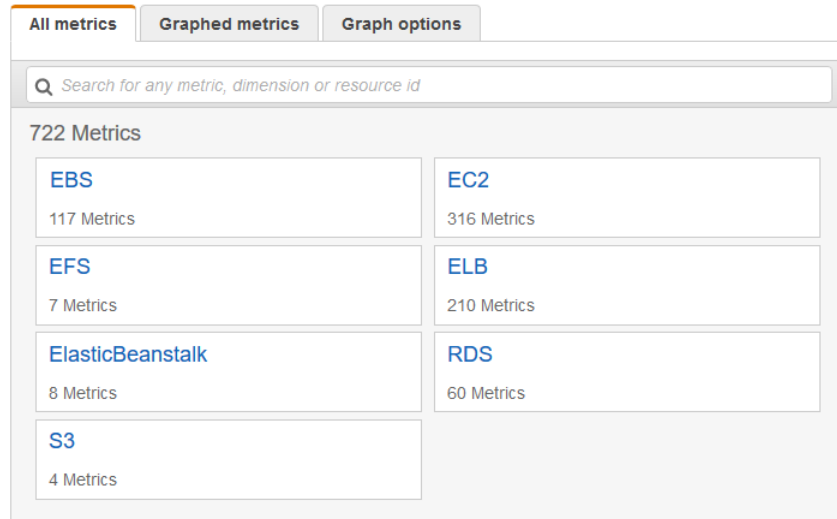 All metrics Graphed metrics Graph options
Search for any metric, dimension or resource id
722 Metrics
EBS
117 Metrics
EC2
316 Metrics
EFS
7 Metrics
ELB
210 Metrics
ElasticBeanstalk
8 Metrics
RDS
60 Metrics
S3
4 Metrics